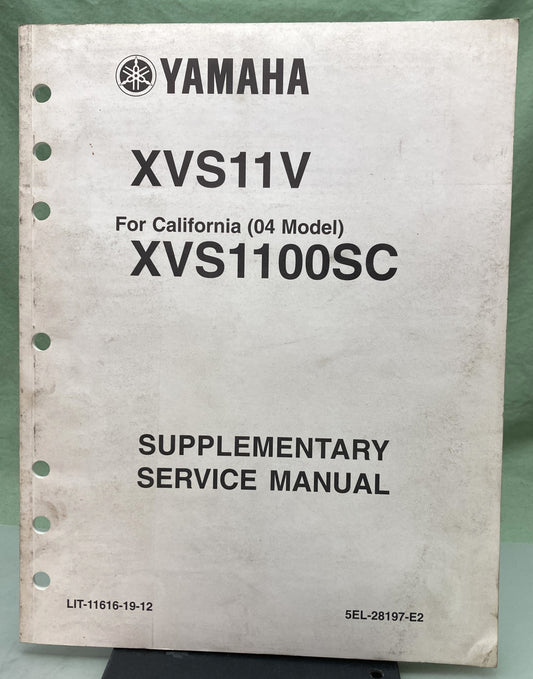 YAMAHA
XVS11V
For California (04 Model)
XVS1100SC
SUPPLEMENTARY
SERVICE MANUAL
LIT-11616-19-12
5EL-28197-E2